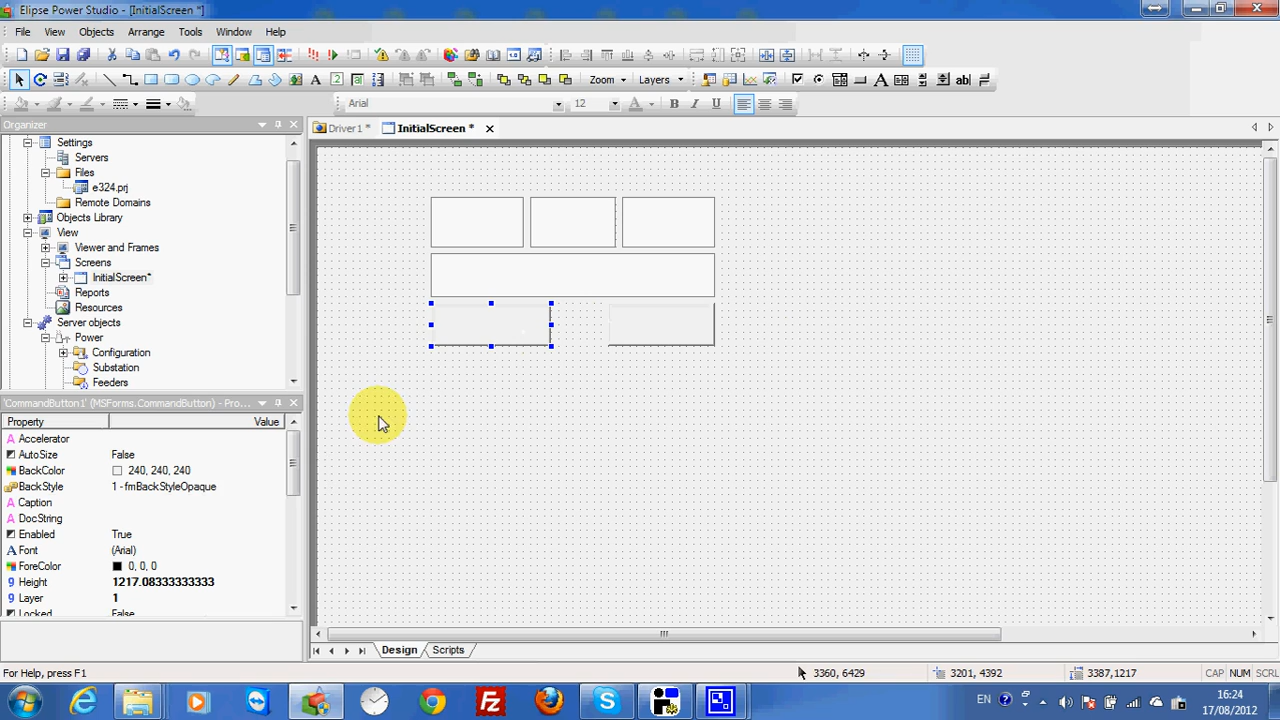 Elipse Power Studio - [InitialScreen *]
File View Objects Arrange Tools Window Help
Zoom Layers
Arial 12 B I U
Organizer
Driver1 * InitialScreen *
Settings
Servers
Files
e324.prj
Remote Domains
Objects Library
View
Viewer and Frames
Screens
InitialScreen*
Reports
Resources
Server objects
Power
Configuration
Substation
Feeders
'CommandButton1' (MSForms.CommandButton) - Pro...
Property Value
Accelerator
AutoSize False
BackColor 240, 240, 240
BackStyle 1 - fmBackStyleOpaque
Caption
DocString
Enabled True
Font (Arial)
ForeColor 0, 0, 0
Height 1217.08333333333
Layer 1
Locked False
Design Scripts
For Help, press F1 3360, 6429 3201, 4392 3387,1217 CAP NUM SCRL
EN 16:24
17/08/2012